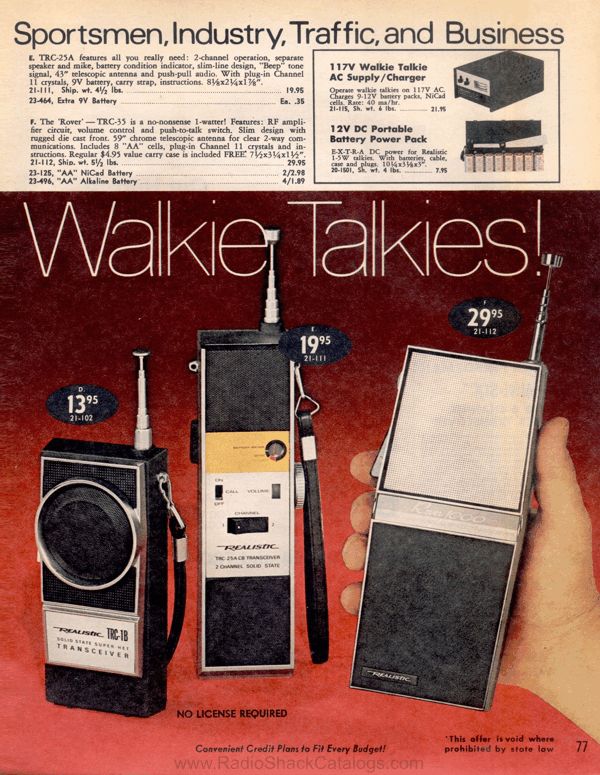 Sportsmen, Industry, Traffic, and Business
E. TRC-25A features all you really need: 2-channel operation, separate
speaker and mike, battery condition indicator, slim-line design, "Beep" tone
signal, 43" telescopic antenna and push-pull audio. With plug-in Channel
11 crystals, 9V battery, carry strap, instructions. 8⅛x2¼x1⅞".
21-111, Ship. wt. 4½ lbs. 19.95
23-464, Extra 9V Battery Ea. .35
F. The 'Rover' — TRC-35 is a no-nonsense 1-watter! Features: RF ampli-
fier circuit, volume control and push-to-talk switch. Slim design with
rugged die cast front. 59" chrome telescopic antenna for clear 2-way com-
munications. Includes 8 "AA" cells, plug-in Channel 11 crystals and in-
structions. Regular $4.95 value carry case is included FREE. 7½x3¼x1½".
21-112, Ship. wt. 5½ lbs. 29.95
23-125, "AA" NiCad Battery 2/2.98
23-496, "AA" Alkaline Battery 4/1.89
117V Walkie Talkie
AC Supply/Charger
Operate walkie talkies on 117V AC.
Charges 9-12V battery packs, NiCad
cells. Rate: 40 ma/hr.
21-115, Sh. wt. 6 lbs. 21.95
12V DC Portable
Battery Power Pack
E-X-T-R-A DC power for Realistic
1-5W talkies. With batteries, cable,
case and plugs. 10¼x3⅛x3".
20-1501, Sh. wt. 4 lbs. 7.95
Walkie Talkies!
F
29⁹⁵
21-112
E
19⁹⁵
21-111
D
13⁹⁵
21-102
ON
CALL VOLUME
OFF
CHANNEL
1 2
REALISTIC
TRC-25A CB TRANSCEIVER
2 CHANNEL SOLID STATE
REALISTIC TRC-1B
SOLID STATE SUPER HET
TRANSCEIVER
REALISTIC
NO LICENSE REQUIRED
Convenient Credit Plans to Fit Every Budget!
*This offer is void where
prohibited by state law
77
www.RadioShackCatalogs.com